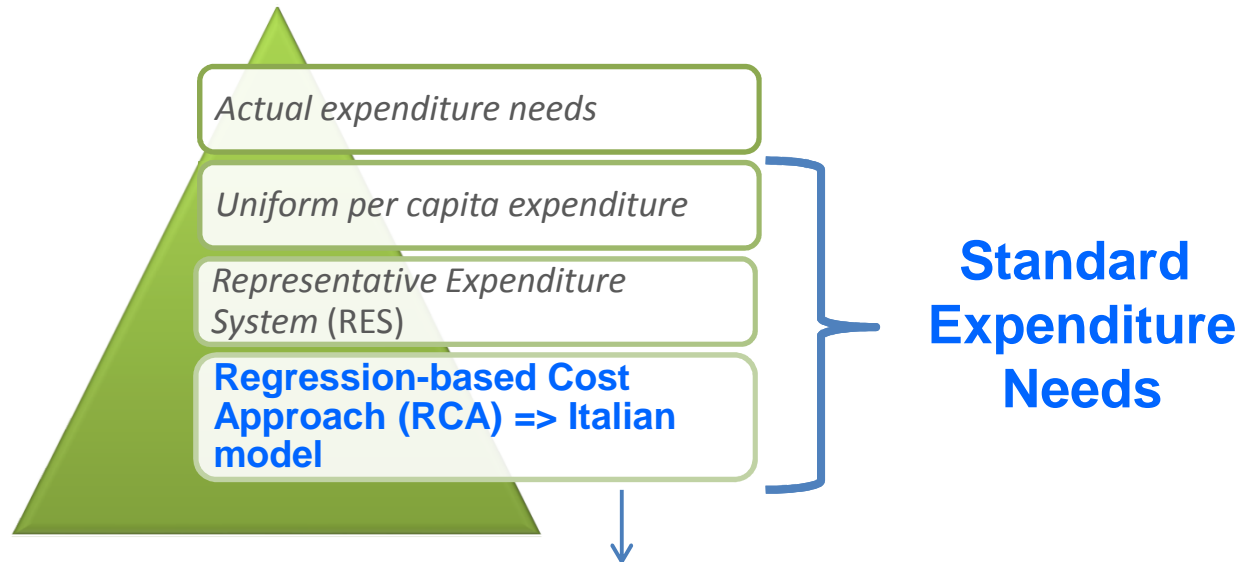 Actual expenditure needs
Uniform per capita expenditure
Representative Expenditure
System (RES)
Regression-based Cost
Approach (RCA) => Italian
model
Standard
Expenditure
Needs